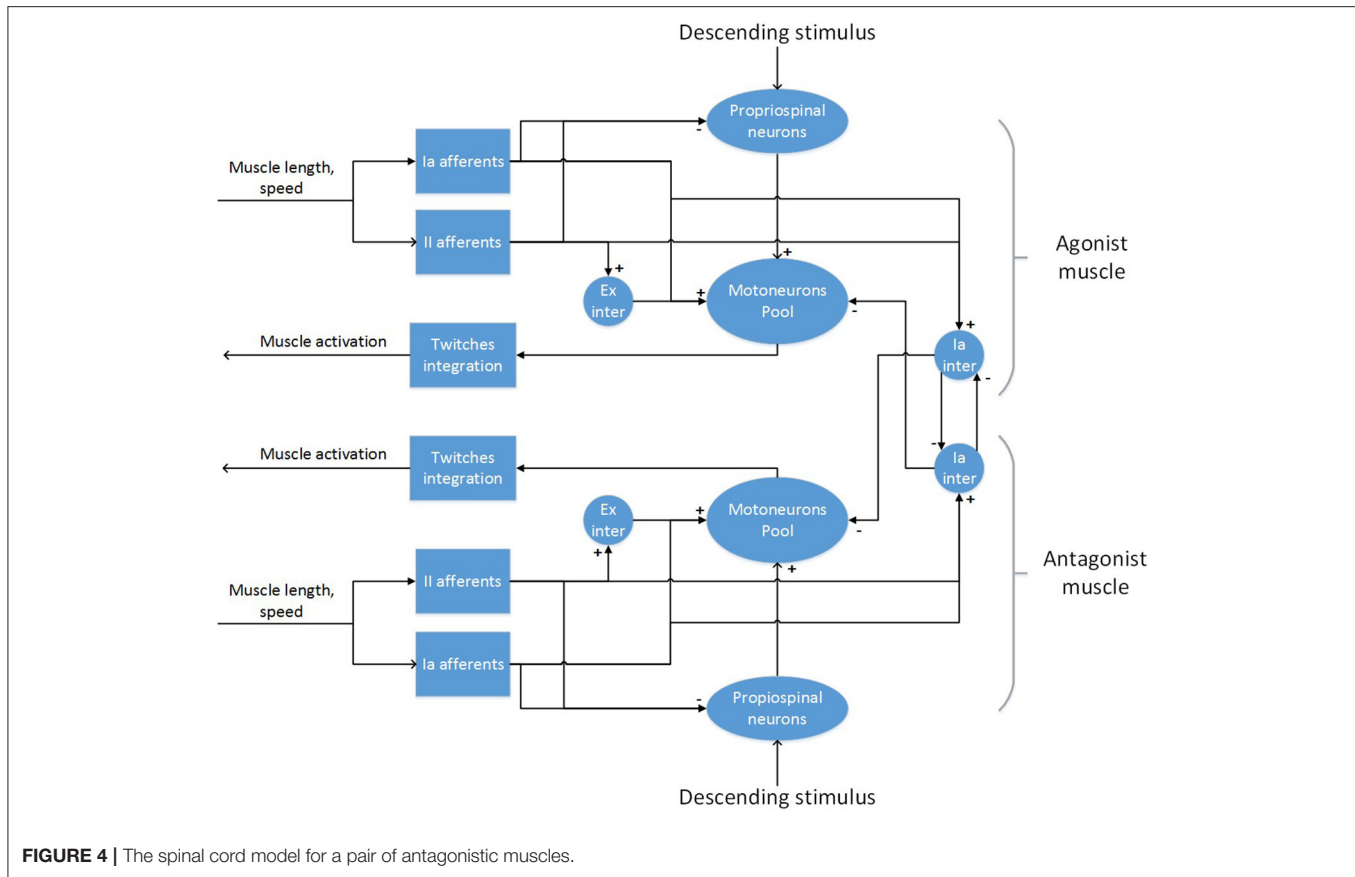 Descending stimulus
Propriospinal
neurons
-
Muscle length,
speed
Ia afferents
II afferents
+
Ex
inter
+
+
Motoneurons
Pool
-
Agonist
muscle
Muscle activation
Twitches
integration
+
Ia
inter
-
-
Muscle activation
Twitches
integration
Ia
inter
+
Ex
inter
+
+
Motoneurons
Pool
-
+
Antagonist
muscle
Muscle length,
speed
II afferents
Ia afferents
-
Propiospinal
neurons
Descending stimulus
FIGURE 4 | The spinal cord model for a pair of antagonistic muscles.